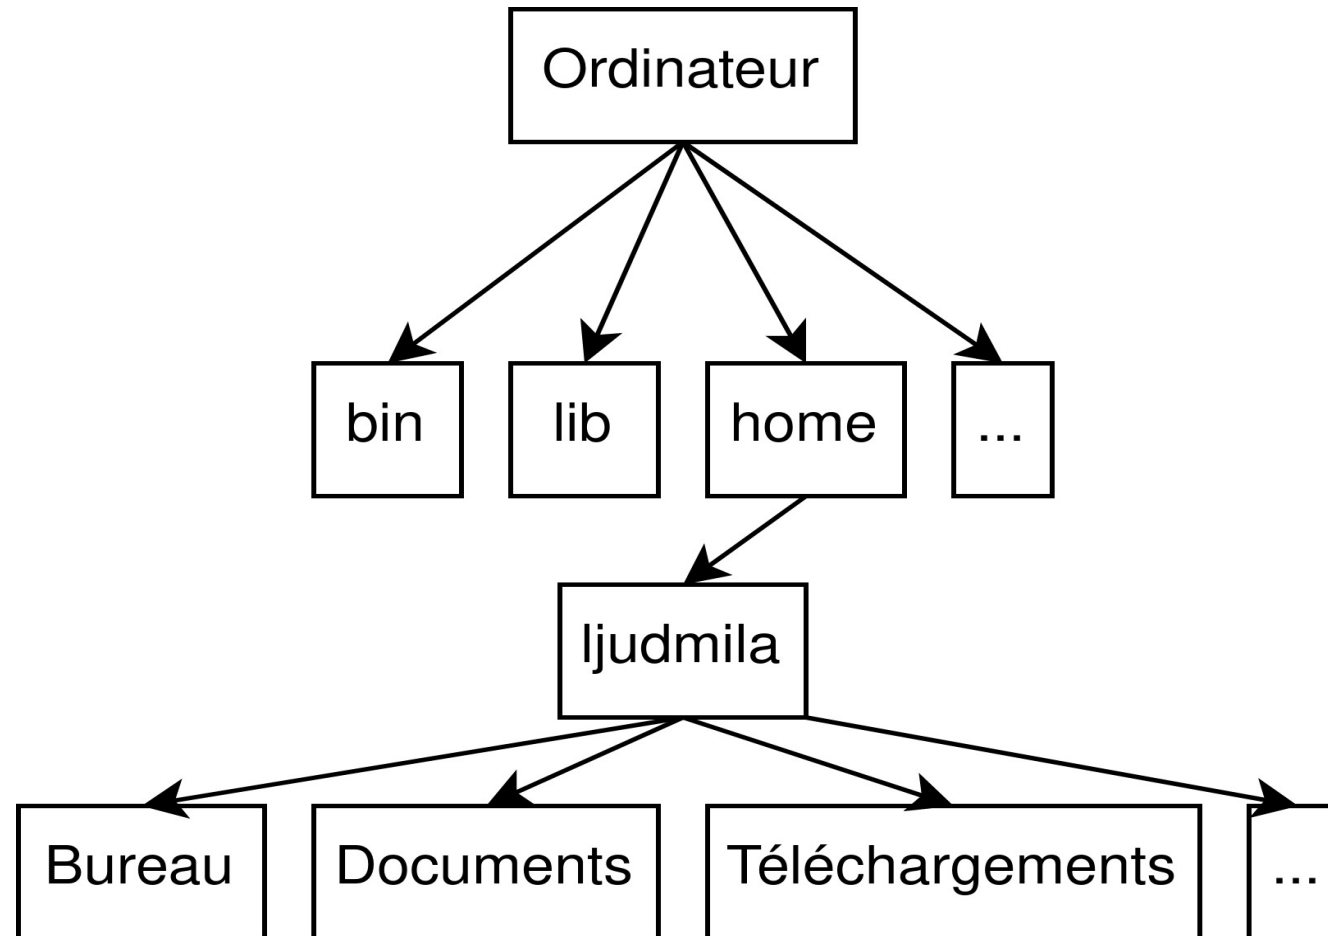 Ordinateur
bin
lib
home
...
ljudmila
Bureau
Documents
Téléchargements
...